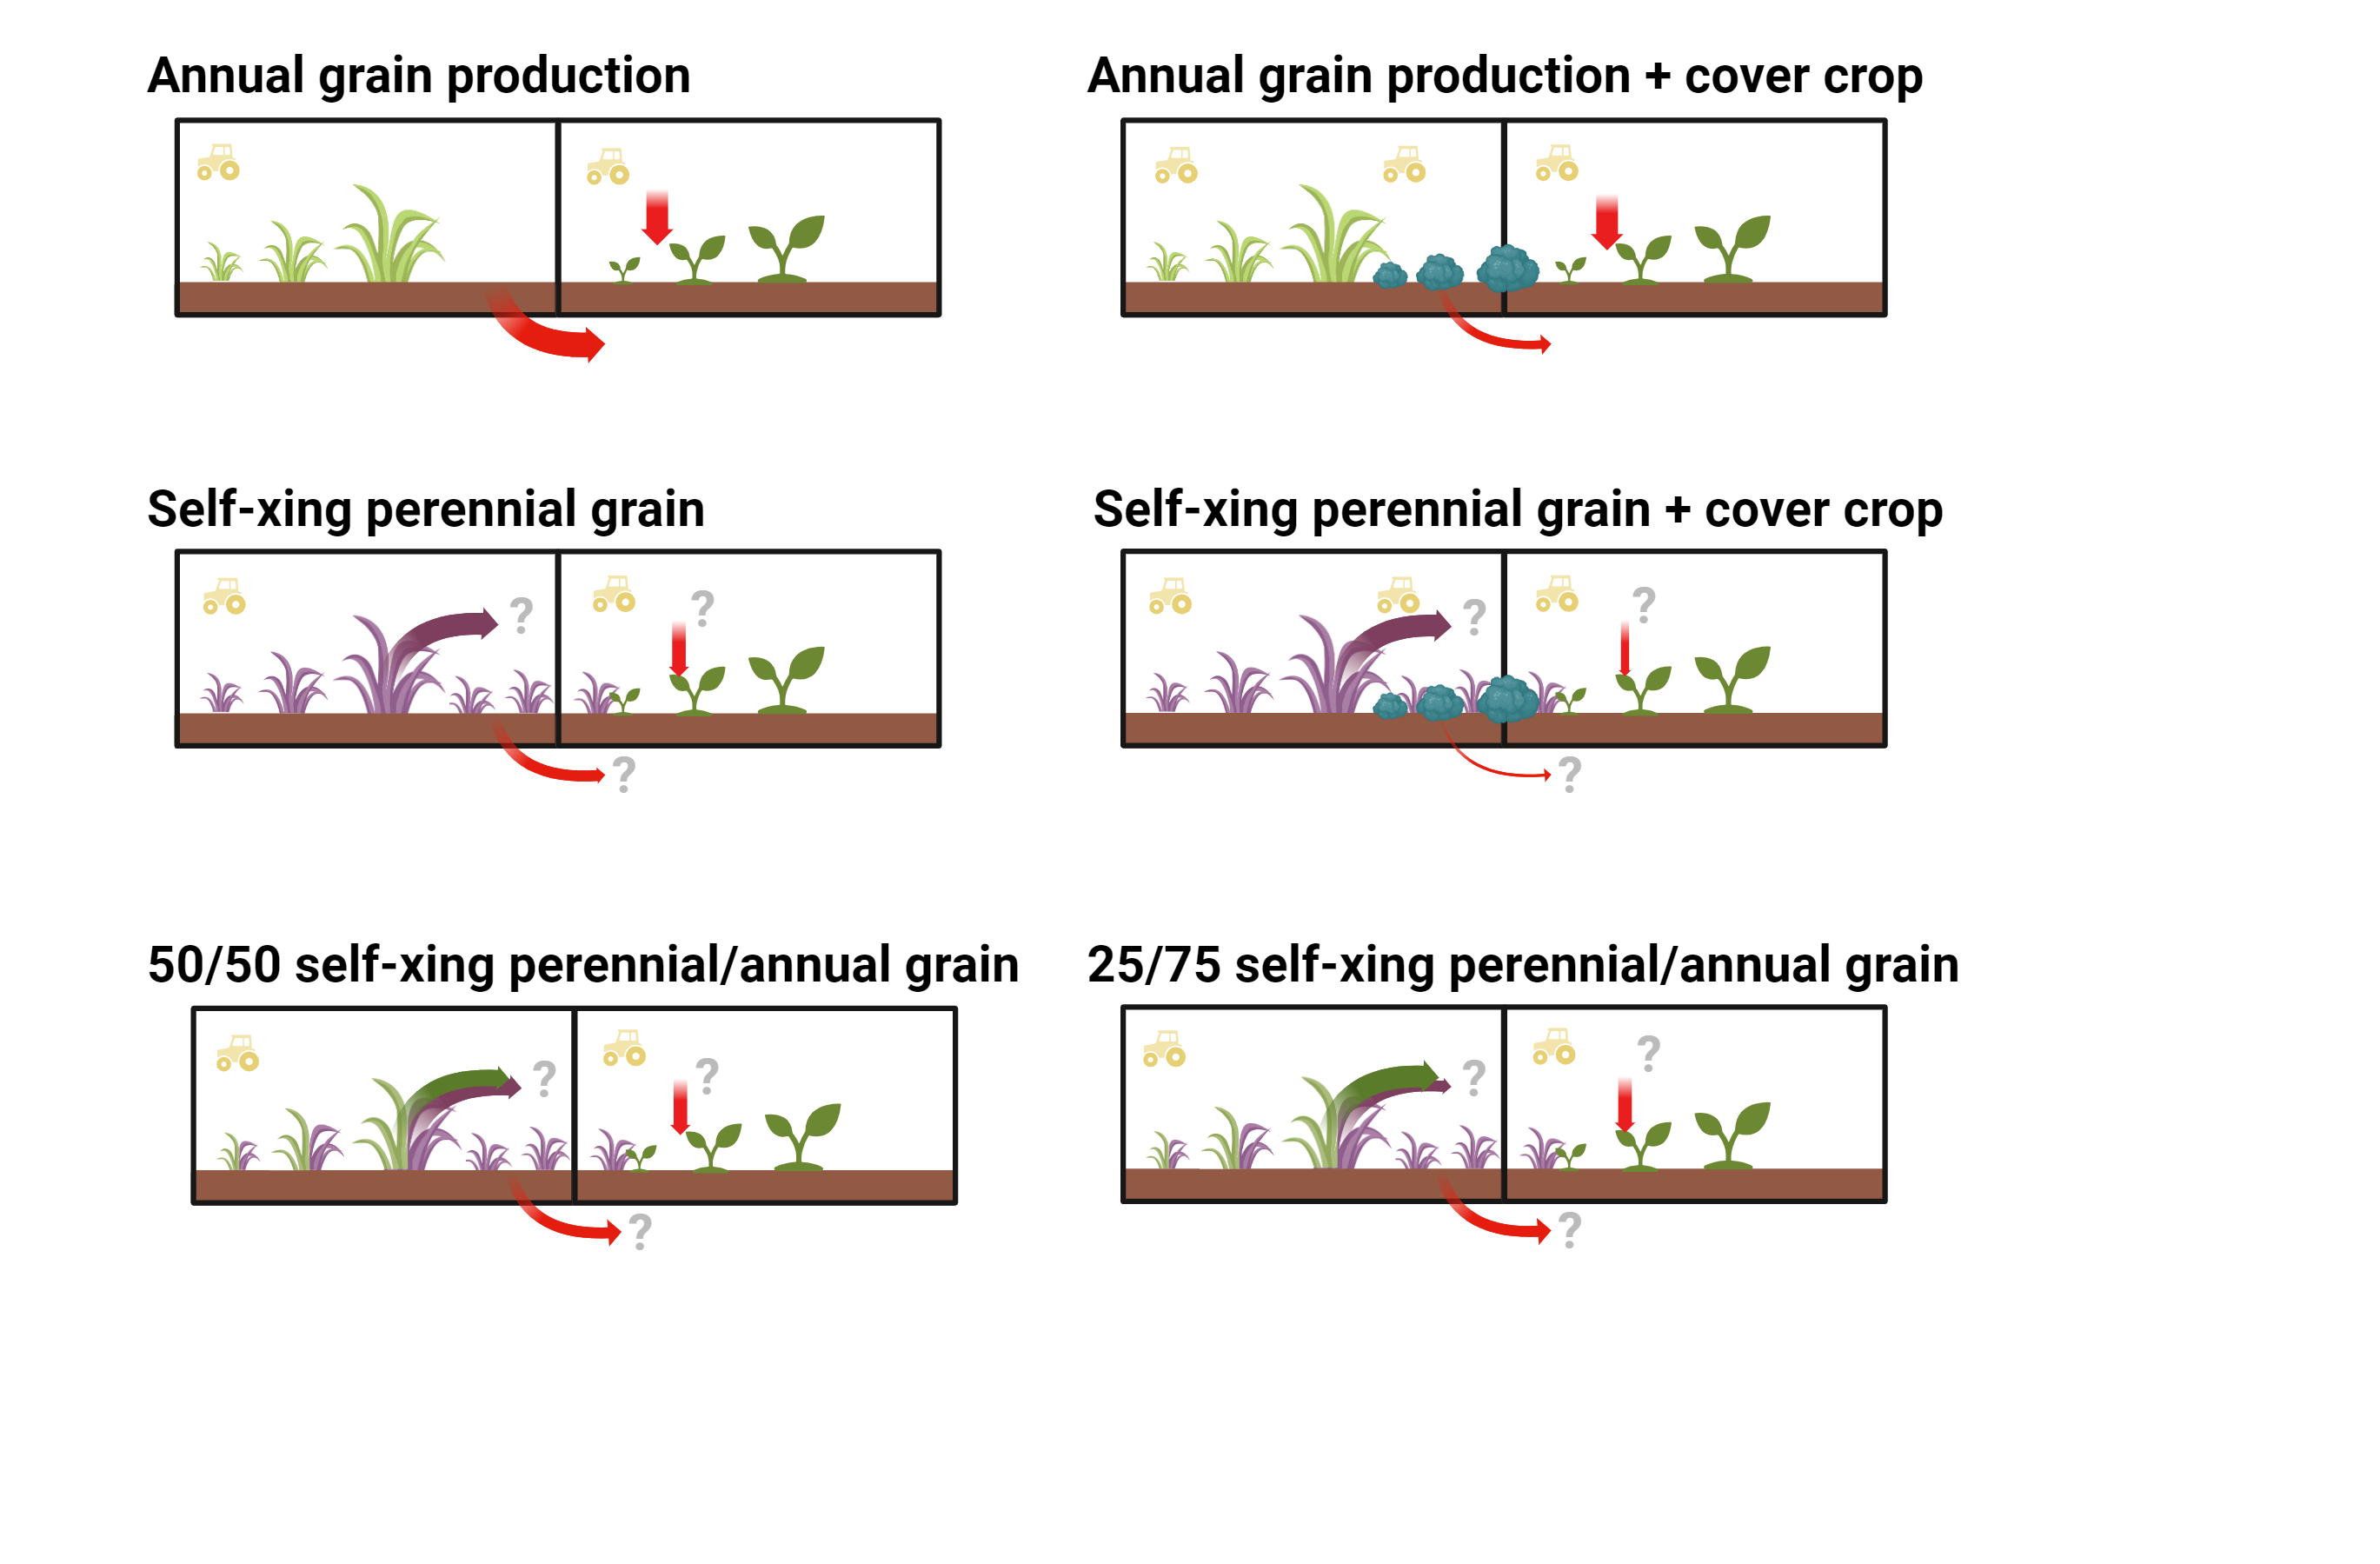 Annual grain production
Annual grain production + cover crop
Self-xing perennial grain
Self-xing perennial grain + cover crop
?
?
?
?
?
?
50/50 self-xing perennial/annual grain
25/75 self-xing perennial/annual grain
?
?
?
?
?
?